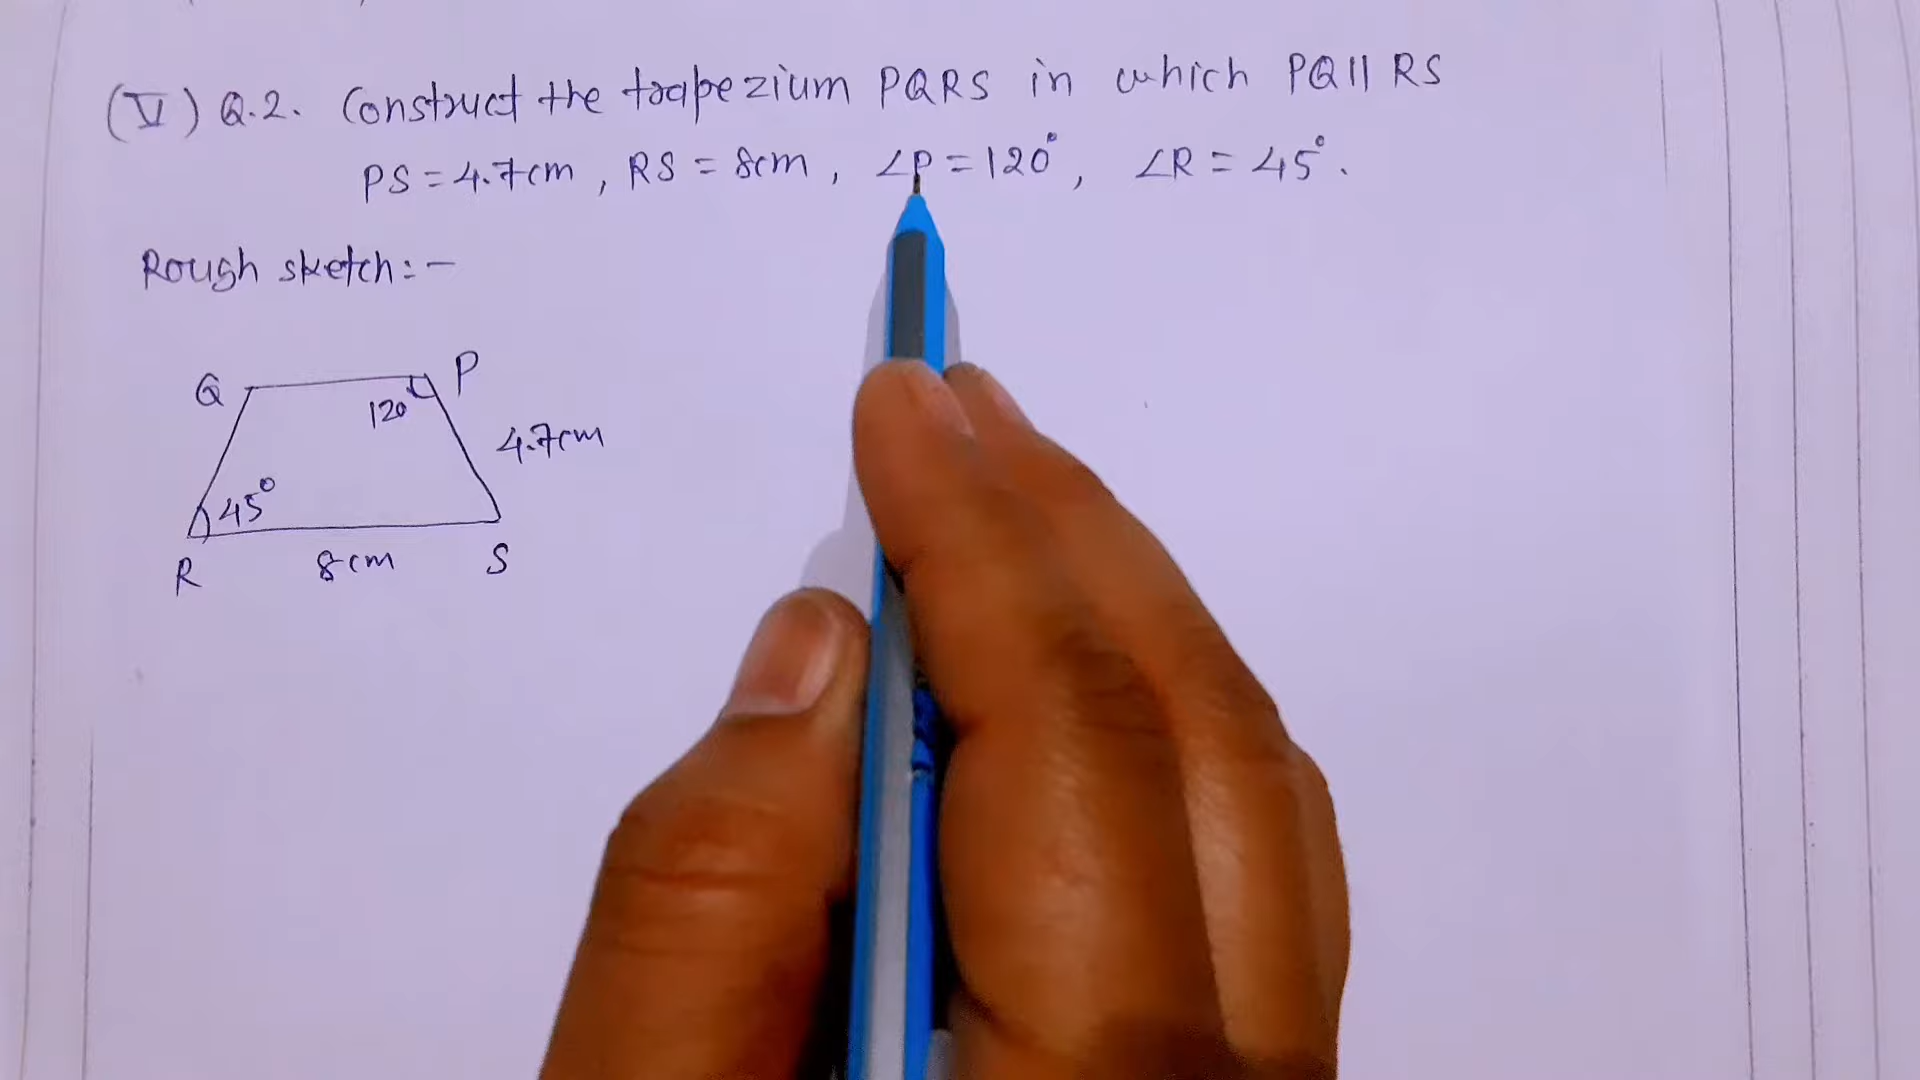 (V) Q.2. Construct the trapezium PQRS in which PQ || RS
PS = 4.7cm, RS = 8cm, ∠P = 120°, ∠R = 45°.
Rough sketch:-
Q P
120
4.7cm
45°
R 8cm S